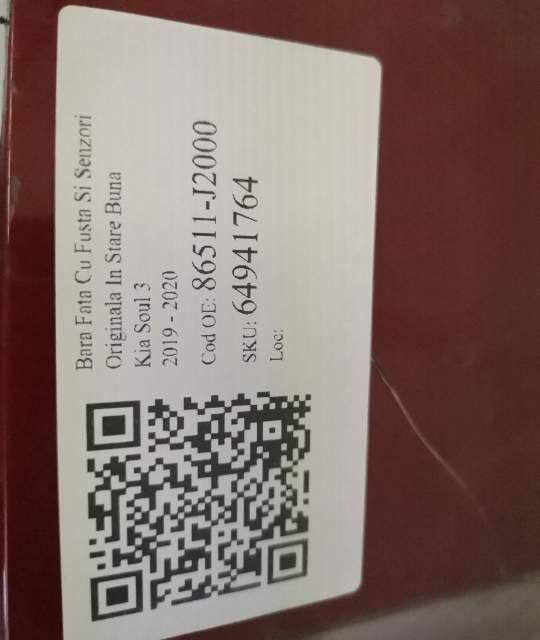 Bara Fata Cu Fusta Si Senzori
Originala In Stare Buna
Kia Soul 3
2019 - 2020
Cod OE: 86511-J2000
SKU: 64941764
Loc: